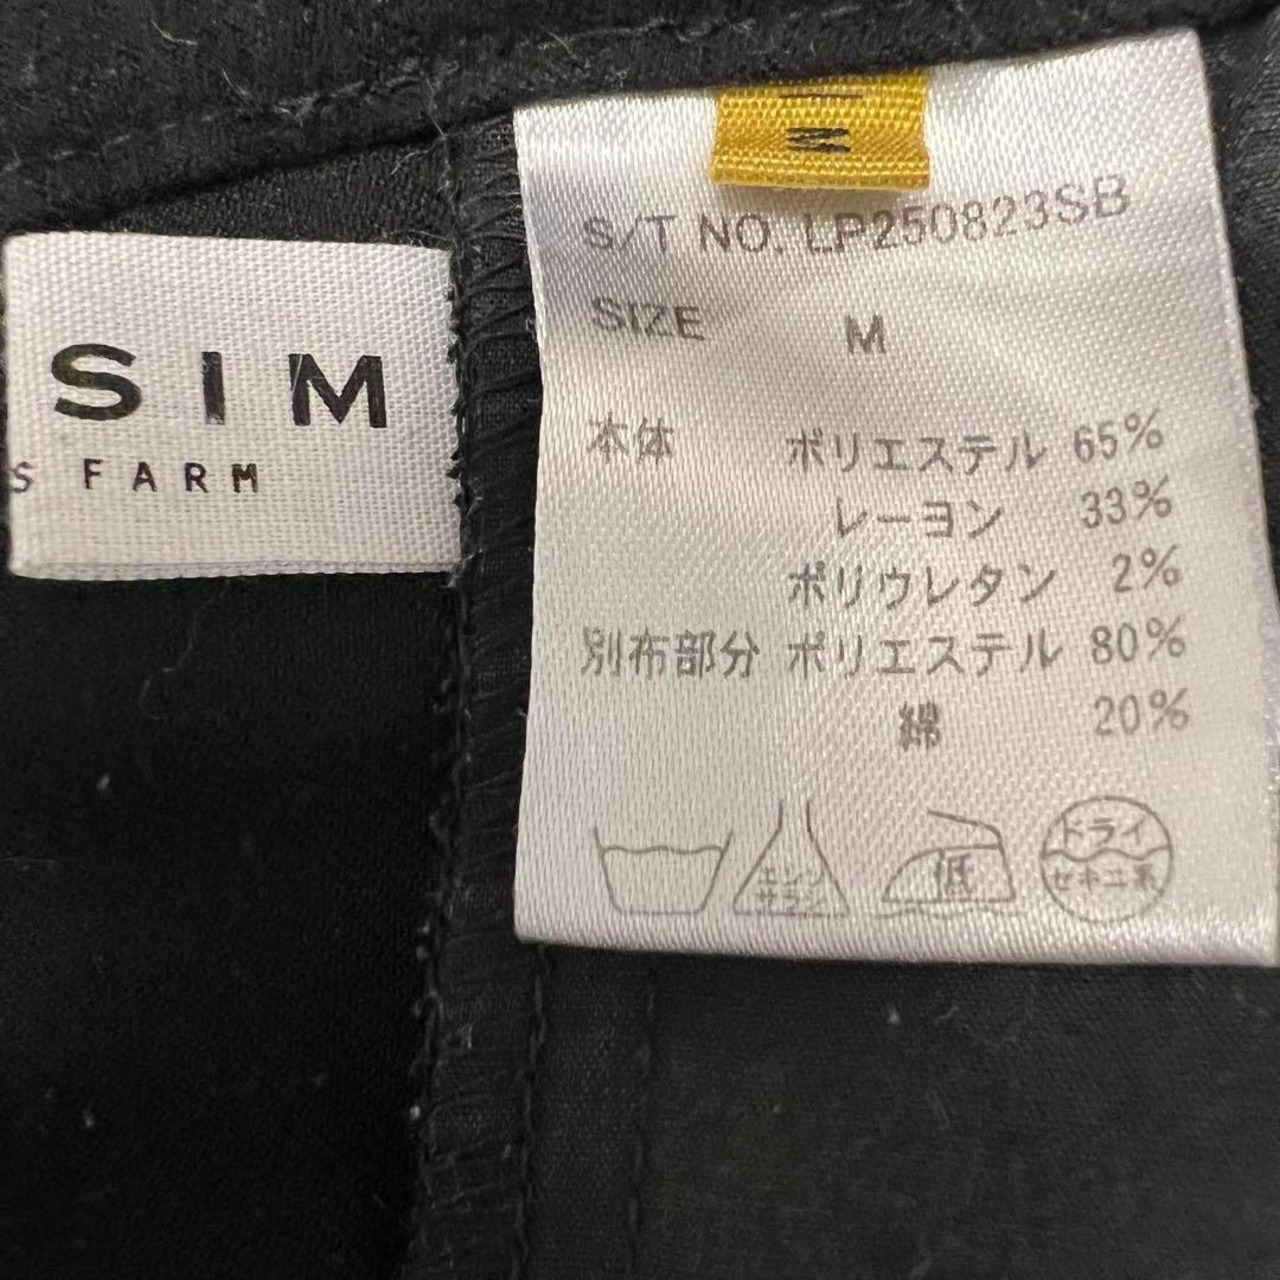 SIM
S FARM
M
S/T NO. LP250823SB
SIZE M
本体 ポリエステル 65%
レーヨン 33%
ポリウレタン 2%
別布部分 ポリエステル 80%
綿 20%
エンソ
サラシ
低
ドライ
セキユ系